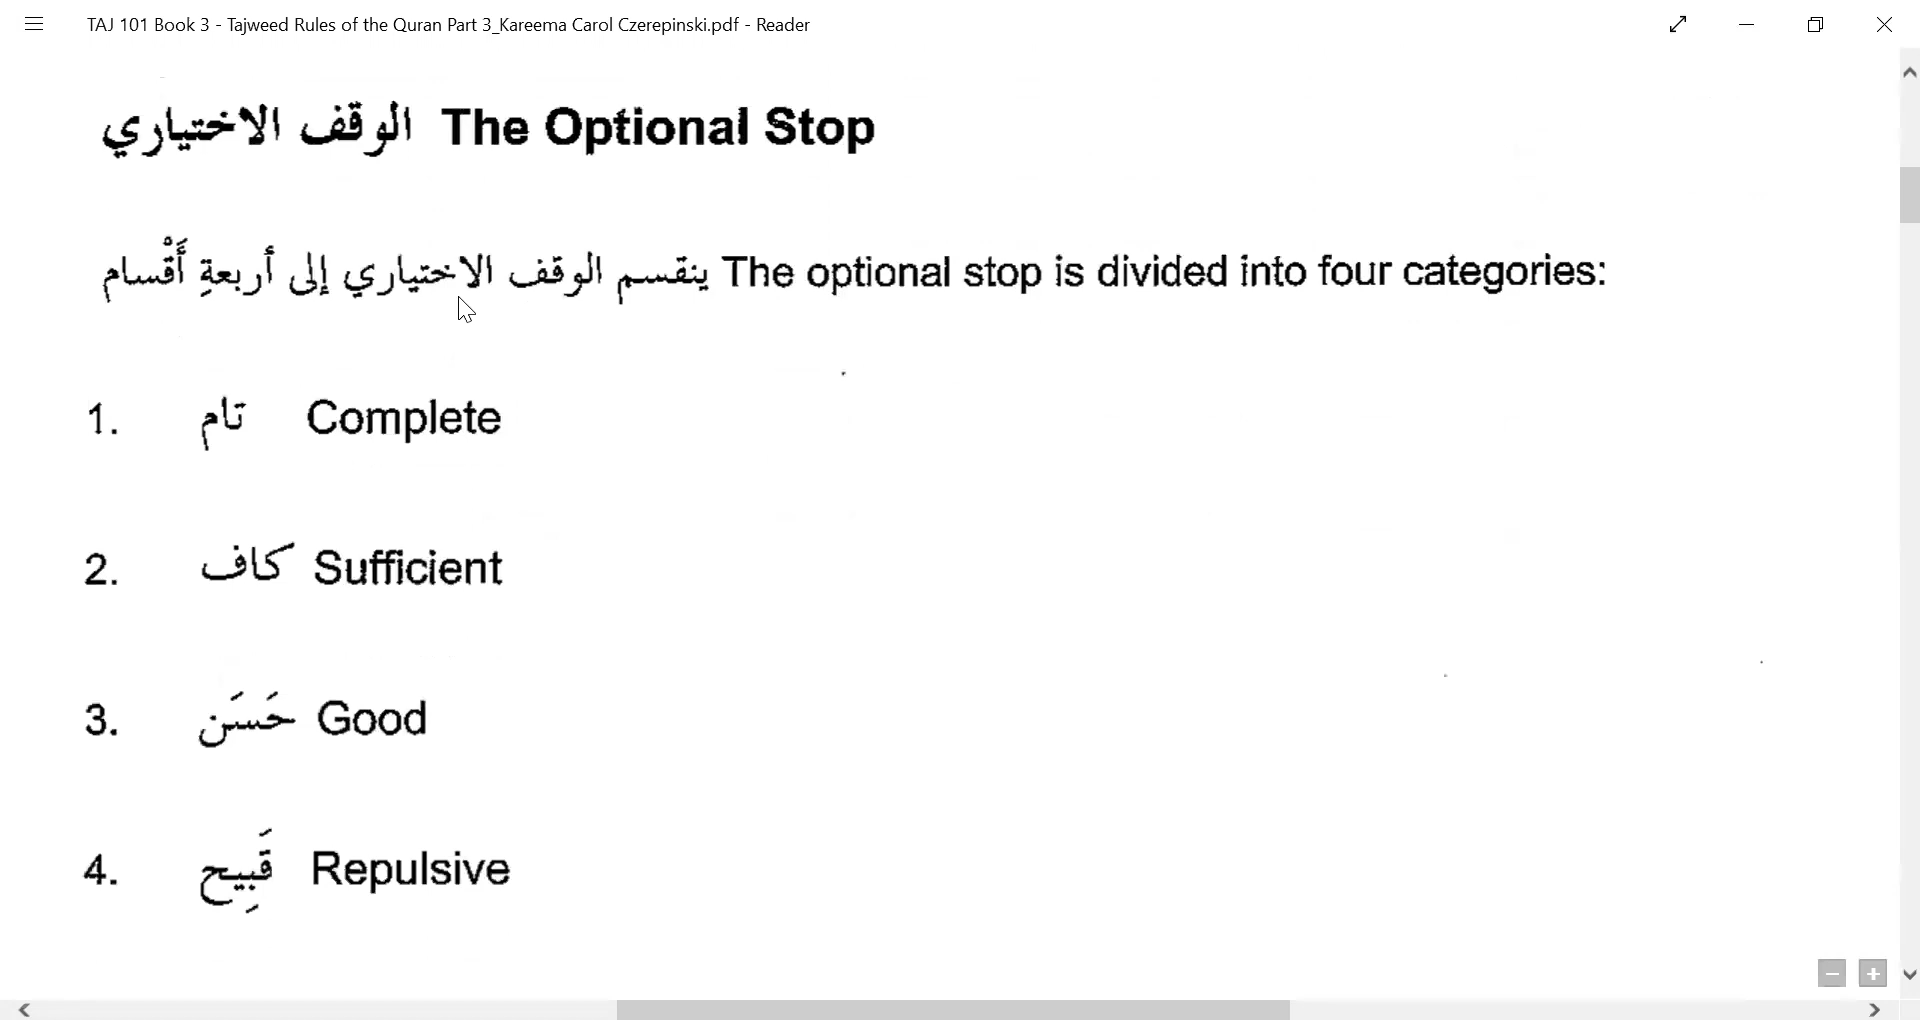 TAJ 101 Book 3 - Tajweed Rules of the Quran Part 3_Kareema Carol Czerepinski.pdf - Reader
الوقف الاختياري The Optional Stop
ينقسم الوقف الاختياري إلى أربعةِ أَقْسام The optional stop is divided into four categories:
1. تام Complete
2. كاف Sufficient
3. حَسَن Good
4. قَبِيح Repulsive